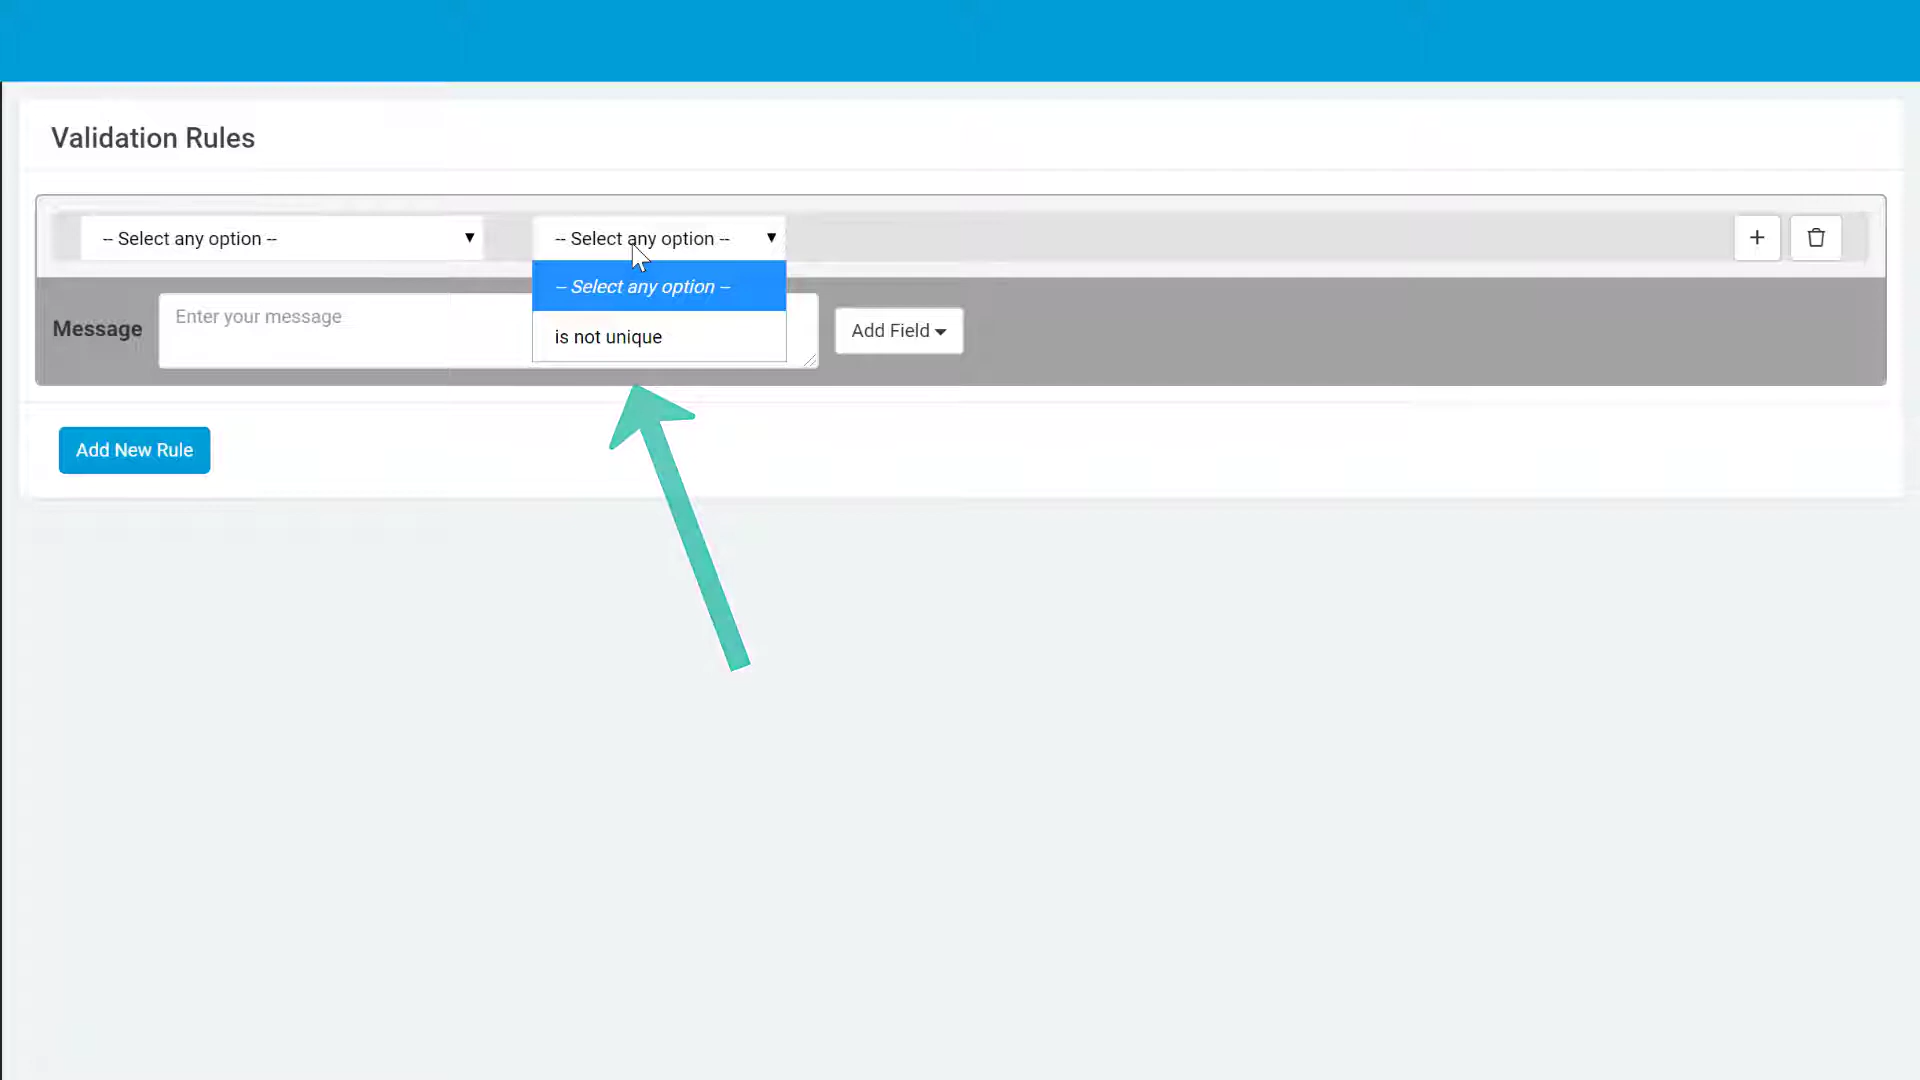 Validation Rules
-- Select any option --
-- Select any option --
-- Select any option --
is not unique
Message
Enter your message
Add Field
Add New Rule